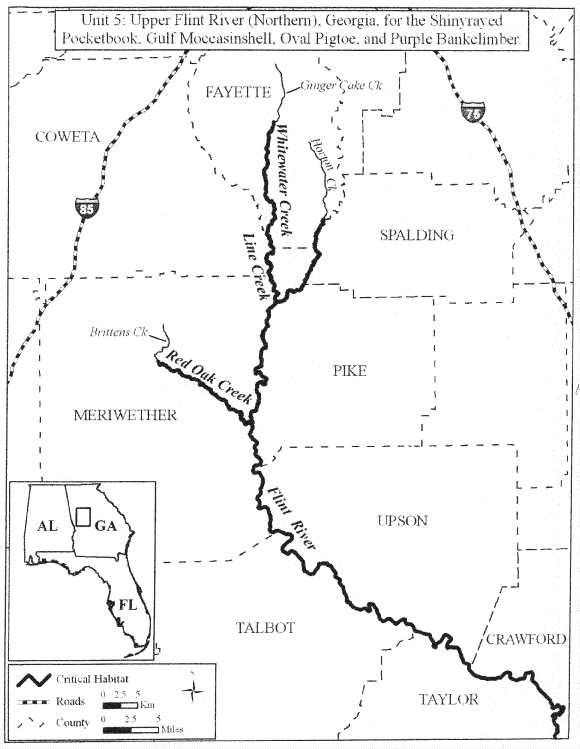 Unit 5: Upper Flint River (Northern), Georgia, for the Shinyrayed
Pocketbook, Gulf Moccasinshell, Oval Pigtoe, and Purple Bankclimber.
FAYETTE
Ginger Cake Ck
COWETA
76
Whitewater Creek
Horton Ck
85
SPALDING
Line Creek
Brittens Ck
Red Oak Creek
PIKE
MERIWETHER
Flint River
UPSON
AL
GA
FL
TALBOT
CRAWFORD
TAYLOR
Critical Habitat
Roads
0 2.5 5
Km
County
0 2.5 5
Miles